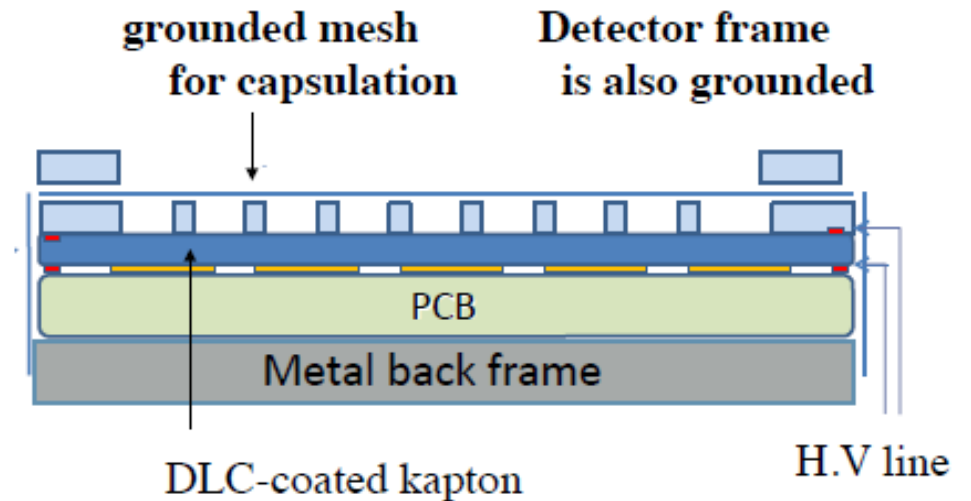 grounded mesh
for capsulation
Detector frame
is also grounded
PCB
Metal back frame
DLC-coated kapton
H.V line